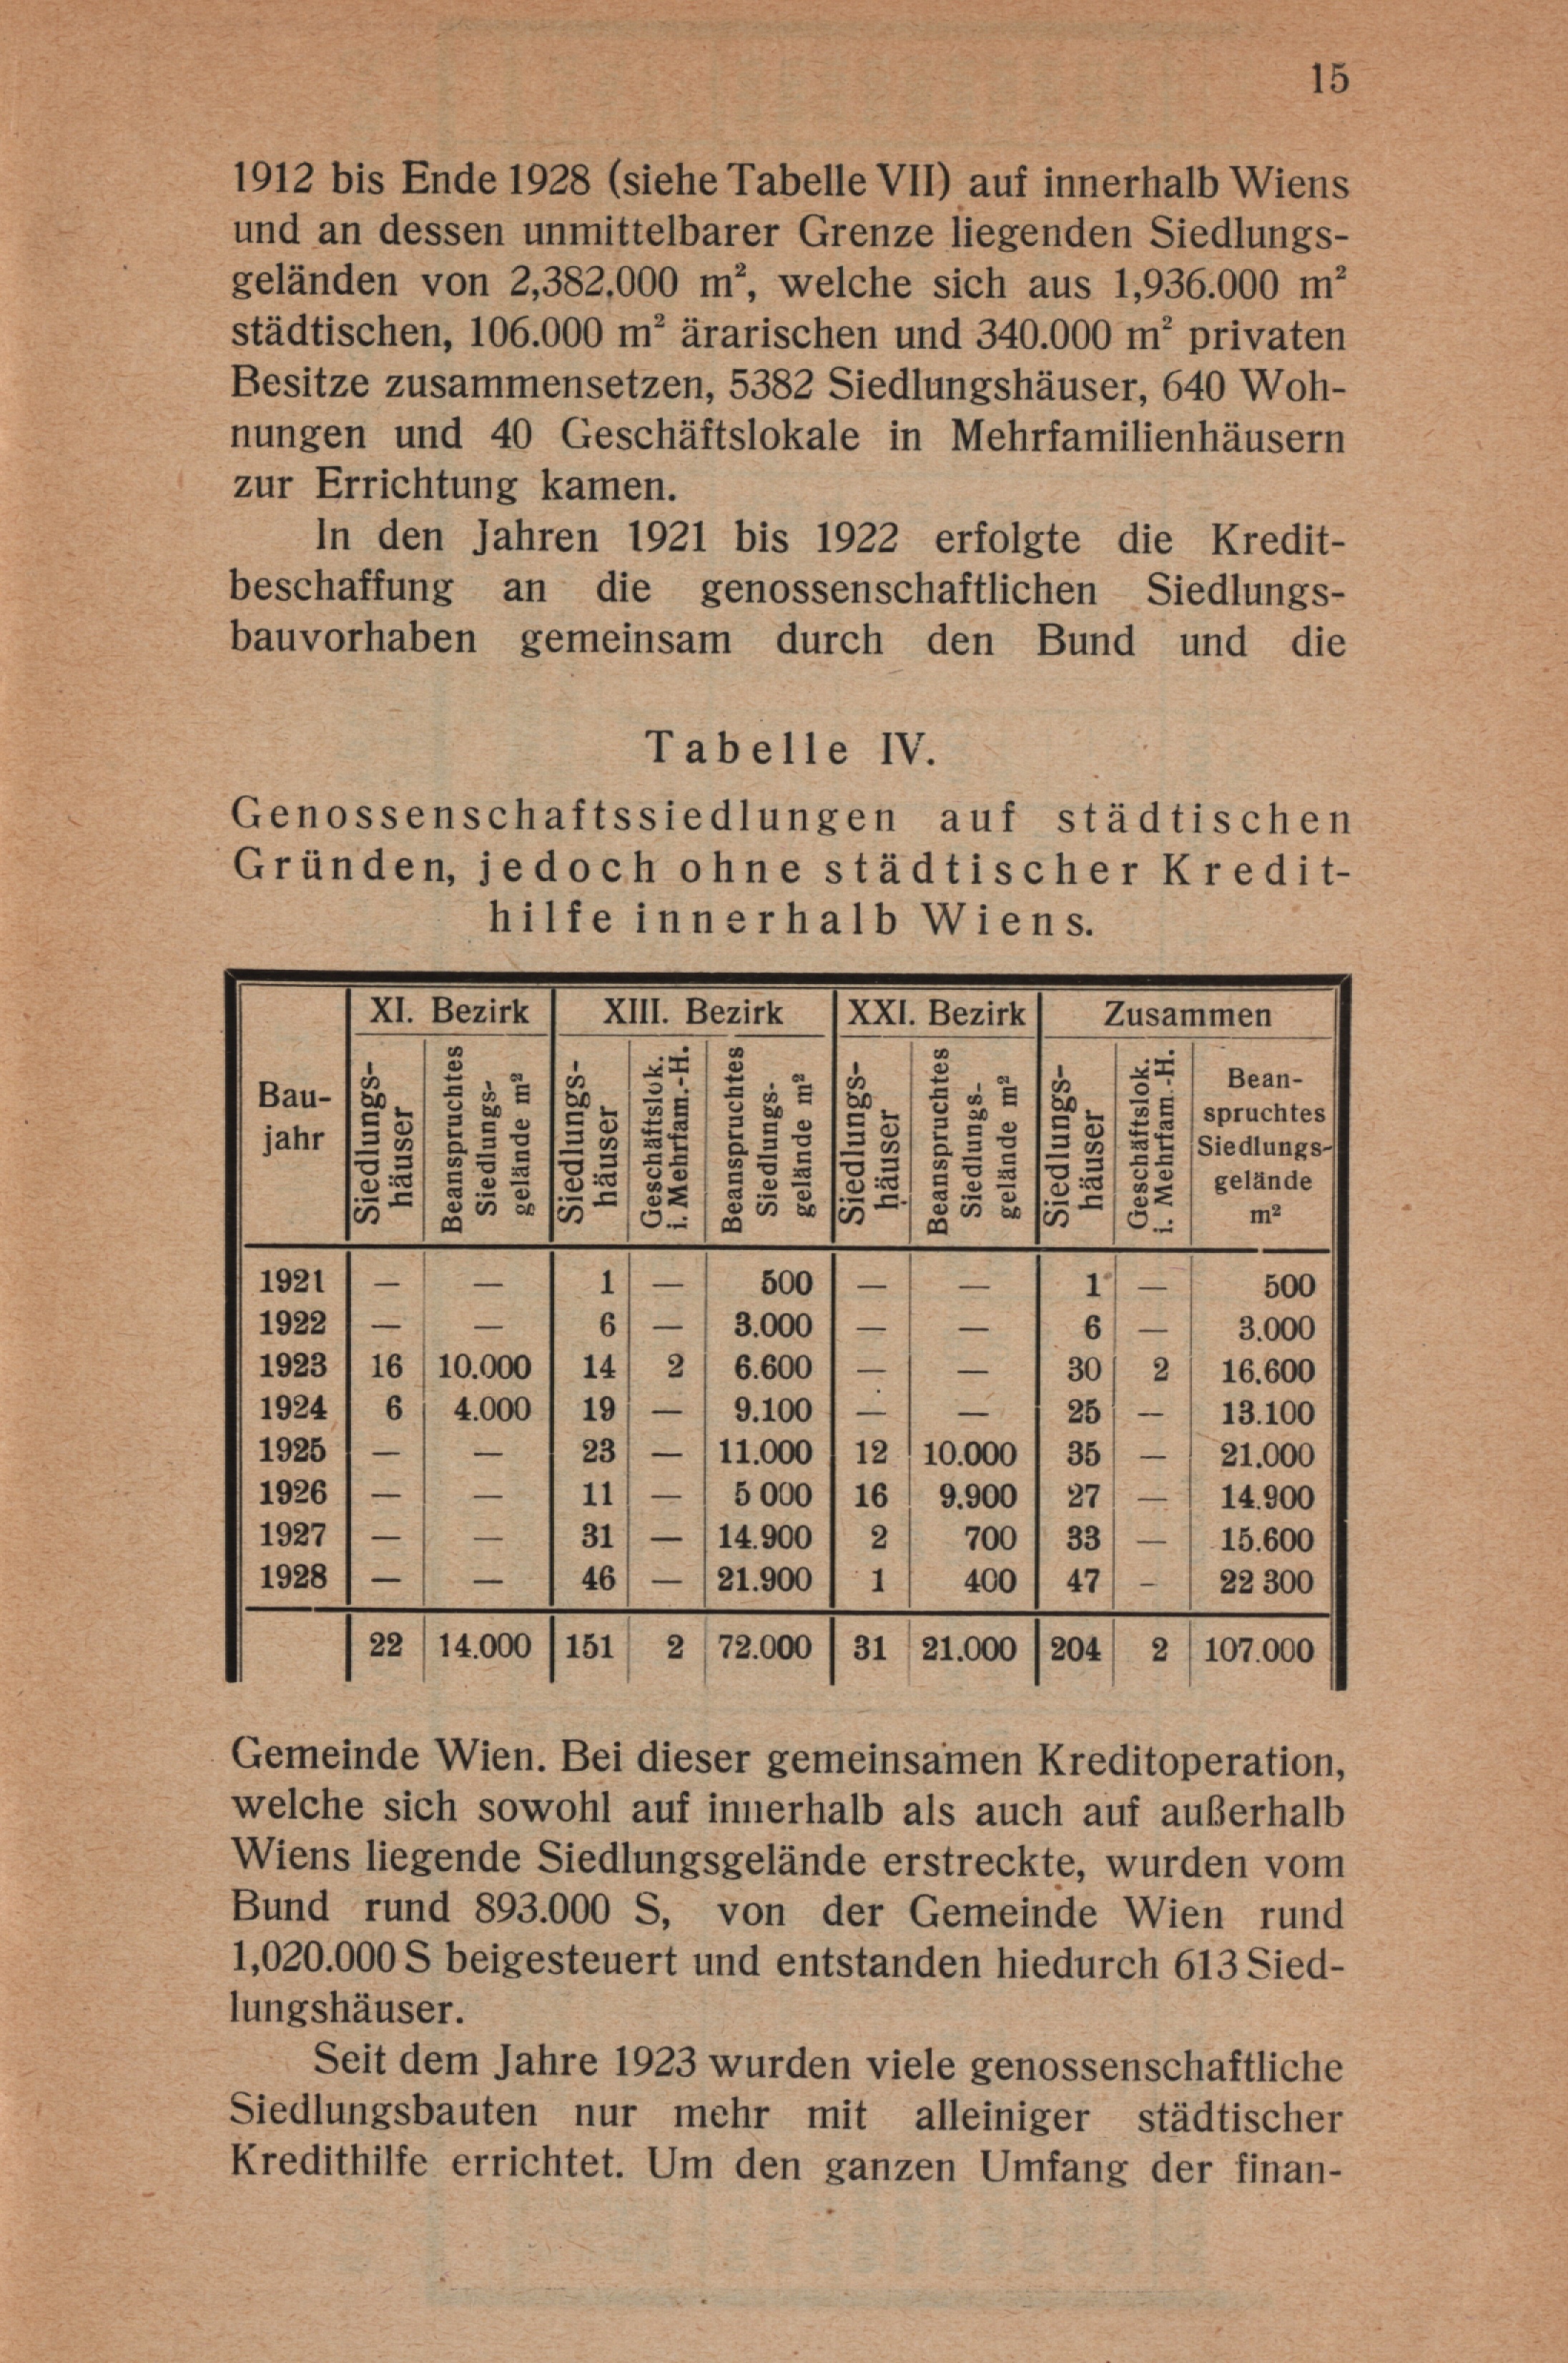 15
1912 bis Ende 1928 (siehe Tabelle VII) auf innerhalb Wiens
und an dessen unmittelbarer Grenze liegenden Siedlungs-
geländen von 2,382.000 m², welche sich aus 1,936.000 m²
städtischen, 106.000 m² ärarischen und 340.000 m² privaten
Besitze zusammensetzen, 5382 Siedlungshäuser, 640 Woh-
nungen und 40 Geschäftslokale in Mehrfamilienhäusern
zur Errichtung kamen.
In den Jahren 1921 bis 1922 erfolgte die Kredit-
beschaffung an die genossenschaftlichen Siedlungs-
bauvorhaben gemeinsam durch den Bund und die
Tabelle IV.
Genossenschaftssiedlungen auf städtischen
Gründen, jedoch ohne städtischer Kredit-
hilfe innerhalb Wiens.
Bau-
jahr
XI. Bezirk XIII. Bezirk XXI. Bezirk Zusammen
Siedlungs-
häuser
Beanspruchtes
Siedlungs-
gelände m²
Siedlungs-
häuser
Geschäftslok.
i. Mehrfam.-H.
Beanspruchtes
Siedlungs-
gelände m²
Siedlungs-
häuser
Beanspruchtes
Siedlungs-
gelände m²
Siedlungs-
häuser
Geschäftslok.
i. Mehrfam.-H.
Bean-
spruchtes
Siedlungs-
gelände
m²
1921 — — 1 — 500 — — 1 — 500
1922 — — 6 — 3.000 — — 6 — 3.000
1923 16 10.000 14 2 6.600 — — 30 2 16.600
1924 6 4.000 19 — 9.100 — — 25 — 13.100
1925 — — 23 — 11.000 12 10.000 35 — 21.000
1926 — — 11 — 5 000 16 9.900 27 — 14.900
1927 — — 31 — 14.900 2 700 33 — 15.600
1928 — — 46 — 21.900 1 400 47 - 22 300
22 14.000 151 2 72.000 31 21.000 204 2 107.000
Gemeinde Wien. Bei dieser gemeinsamen Kreditoperation,
welche sich sowohl auf innerhalb als auch auf außerhalb
Wiens liegende Siedlungsgelände erstreckte, wurden vom
Bund rund 893.000 S, von der Gemeinde Wien rund
1,020.000 S beigesteuert und entstanden hiedurch 613 Sied-
lungshäuser.
Seit dem Jahre 1923 wurden viele genossenschaftliche
Siedlungsbauten nur mehr mit alleiniger städtischer
Kredithilfe errichtet. Um den ganzen Umfang der finan-